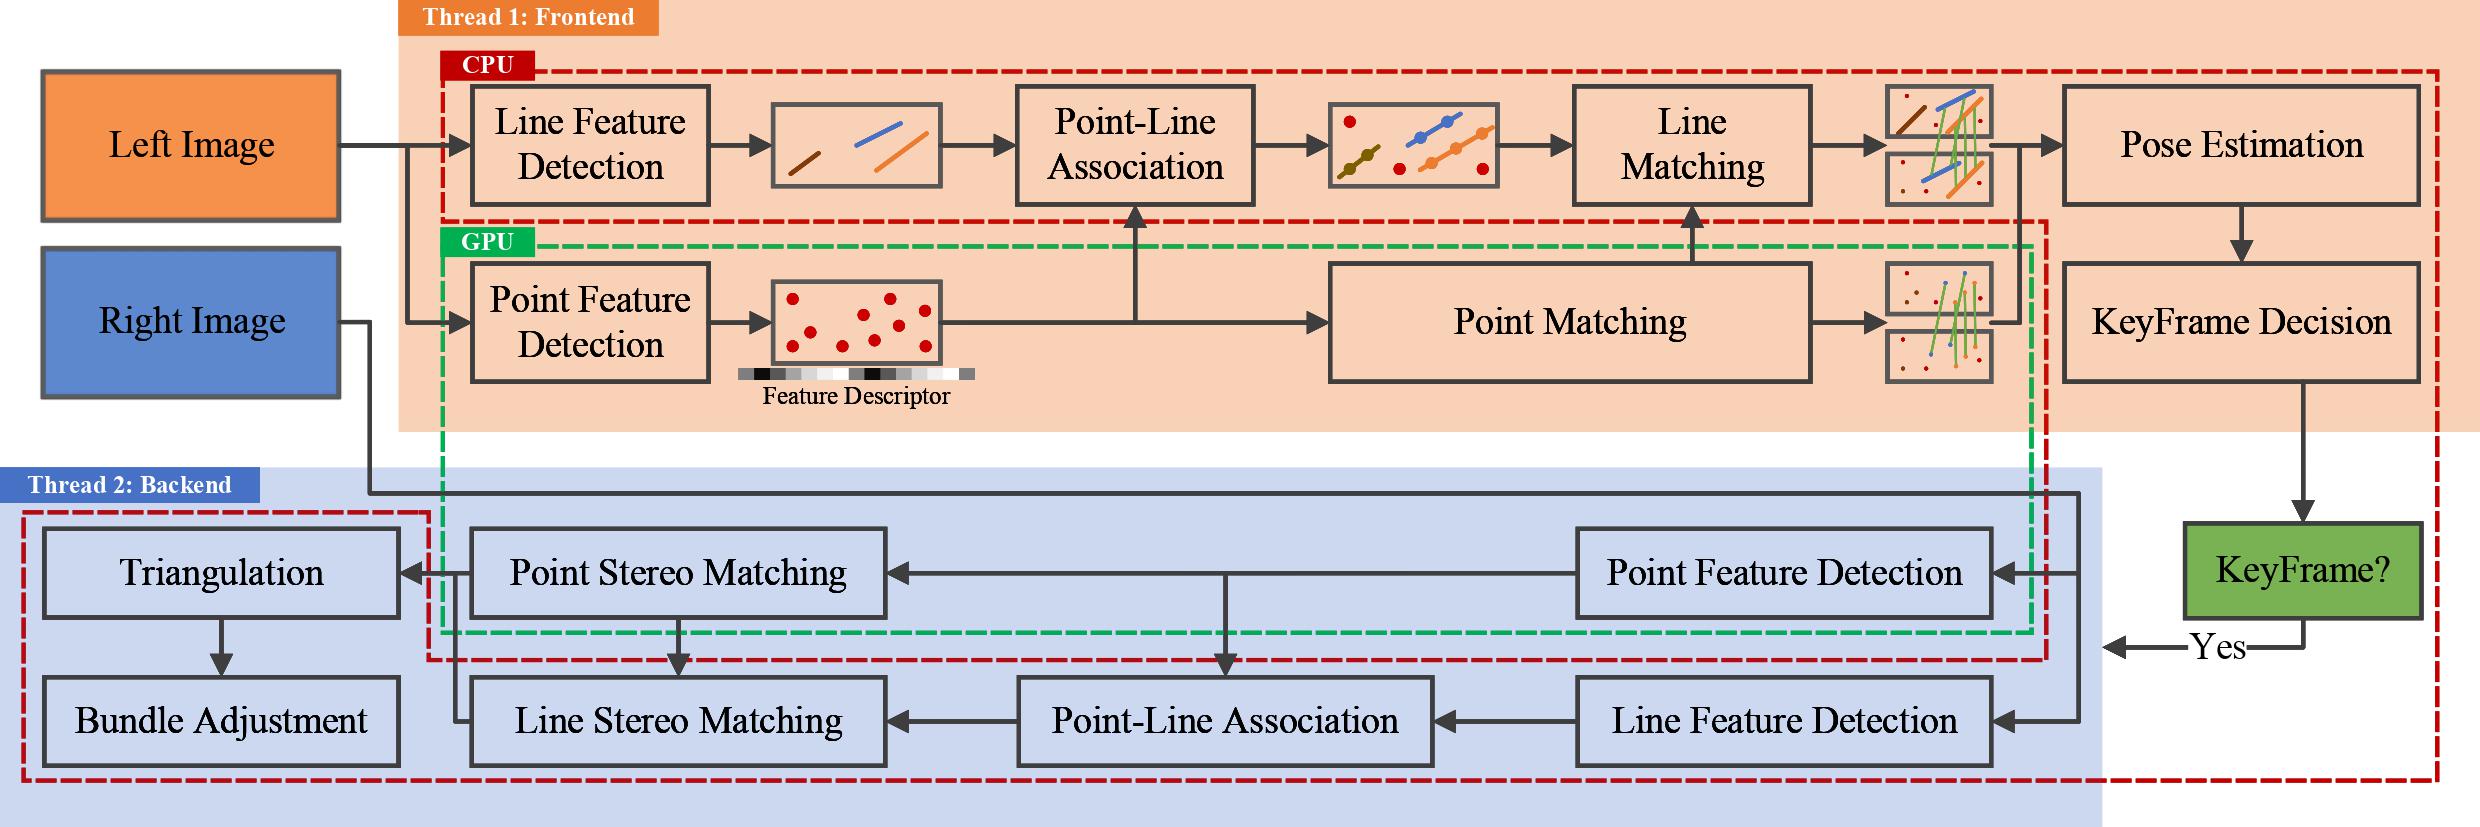 Thread 1: Frontend
CPU
Left Image
Line Feature
Detection
Point-Line
Association
Line
Matching
Pose Estimation
GPU
Right Image
Point Feature
Detection
Feature Descriptor
Point Matching
KeyFrame Decision
Thread 2: Backend
Triangulation
Point Stereo Matching
Point Feature Detection
KeyFrame?
Yes
Bundle Adjustment
Line Stereo Matching
Point-Line Association
Line Feature Detection